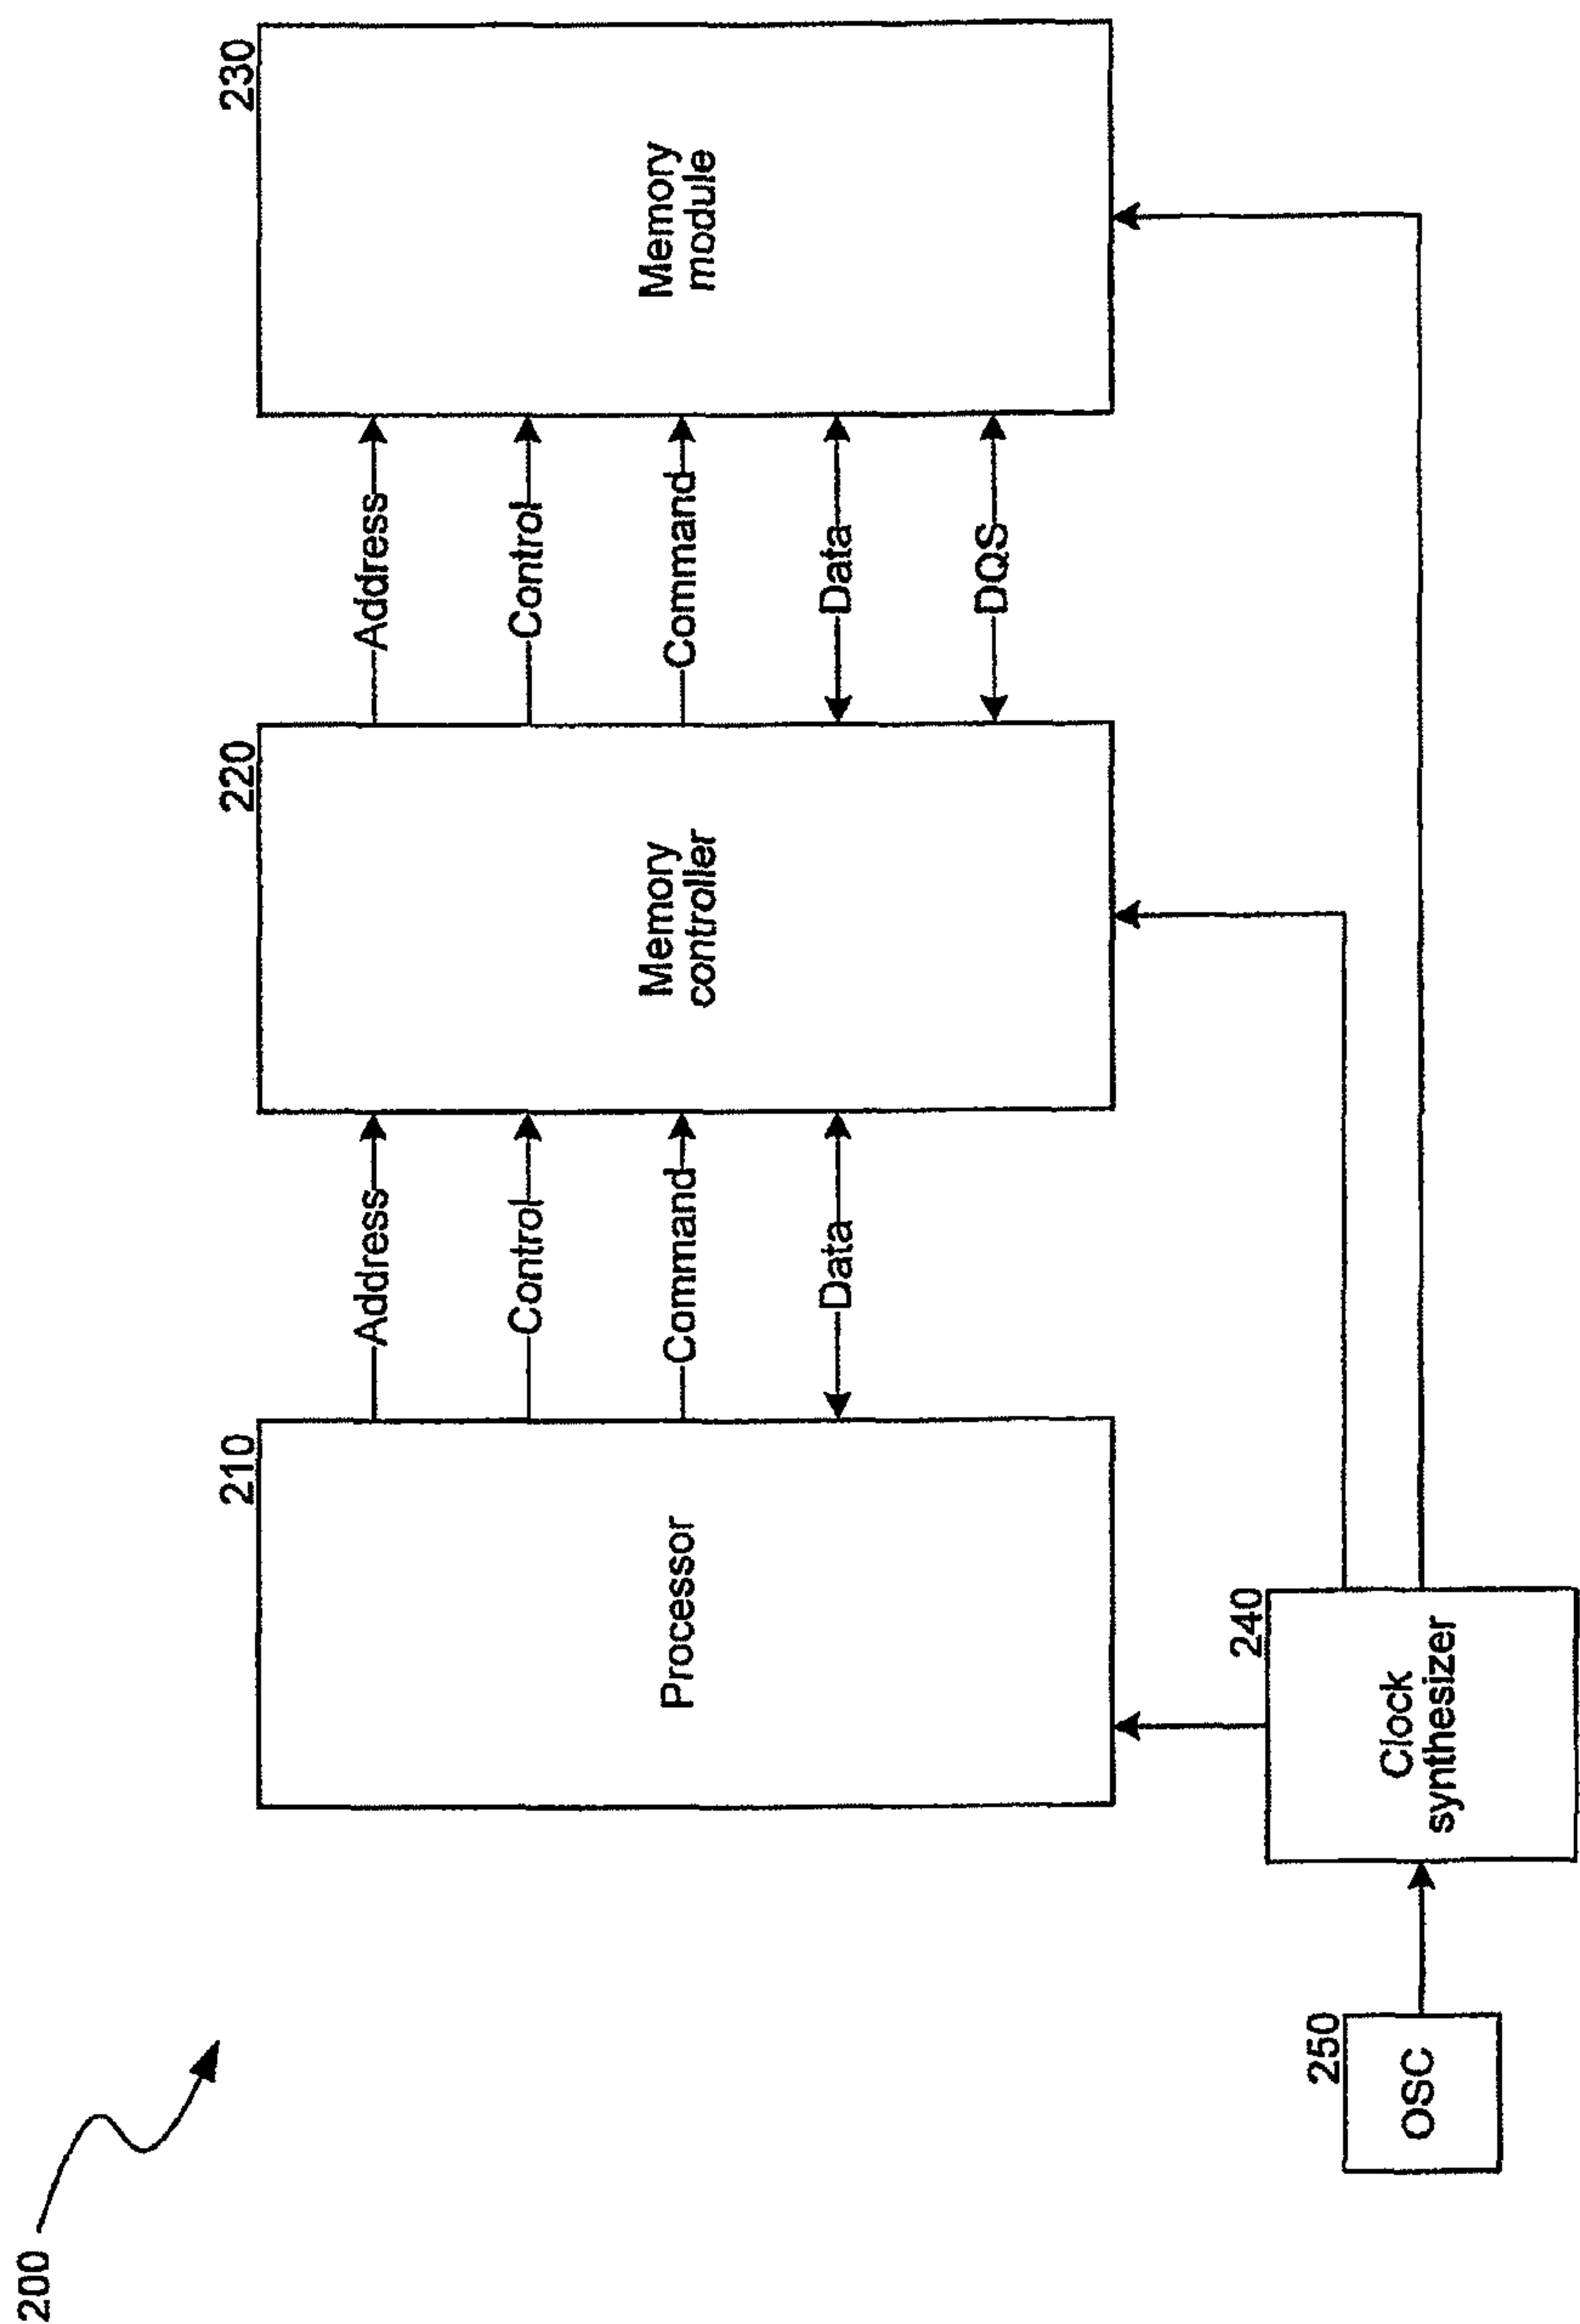 200
210
Processor
Address
Control
Command
Data
220
Memory
controller
Address
Control
Command
Data
DQS
230
Memory
module
240
Clock
synthesizer
250
OSC